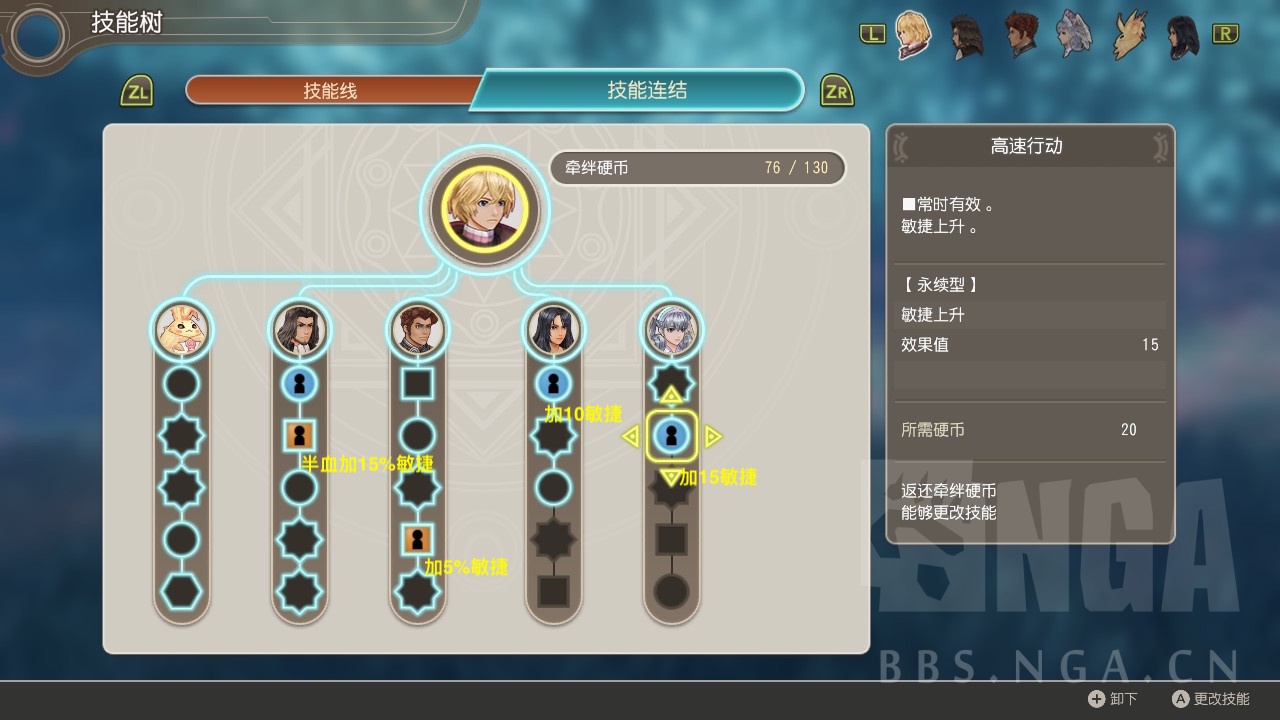 技能树
L
R
ZL
技能线
技能连结
ZR
牵绊硬币 76 / 130
高速行动
■常时有效。
敏捷上升。
【永续型】
敏捷上升
效果值 15
所需硬币 20
返还牵绊硬币
能够更改技能
加10敏捷
半血加15%敏捷
加15敏捷
加5%敏捷
NGA
BBS.NGA.CN
+ 卸下
A 更改技能